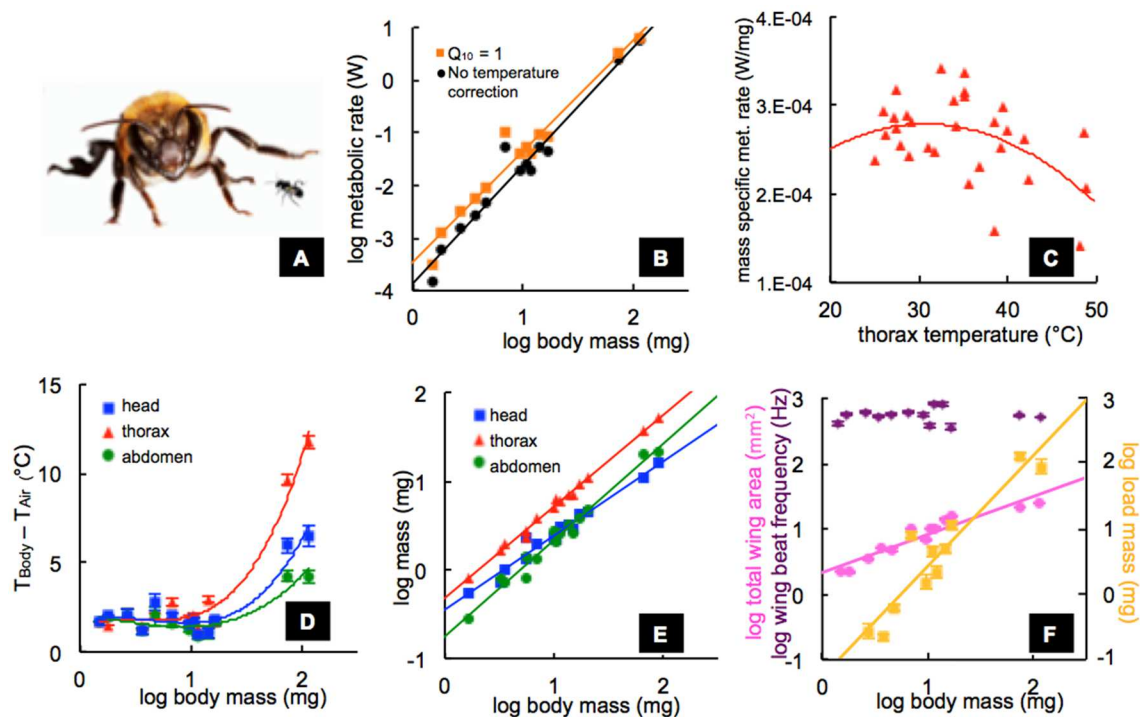 A
log metabolic rate (W)
1
0
-1
-2
-3
-4
Q10 = 1
No temperature
correction
B
0
1
2
log body mass (mg)
mass specific met. rate (W/mg)
4.E-04
3.E-04
2.E-04
1.E-04
C
20
30
40
50
thorax temperature (°C)
TBody – TAir
(°C)
15
10
5
0
head
thorax
abdomen
D
0
1
2
log body mass (mg)
log mass (mg)
2
1
0
-1
head
thorax
abdomen
E
0
1
2
log body mass (mg)
log total wing area (mm²)
log wing beat frequency (Hz)
3
2
1
0
-1
F
3
2
1
0
-1
log load mass (mg)
0
1
2
log body mass (mg)